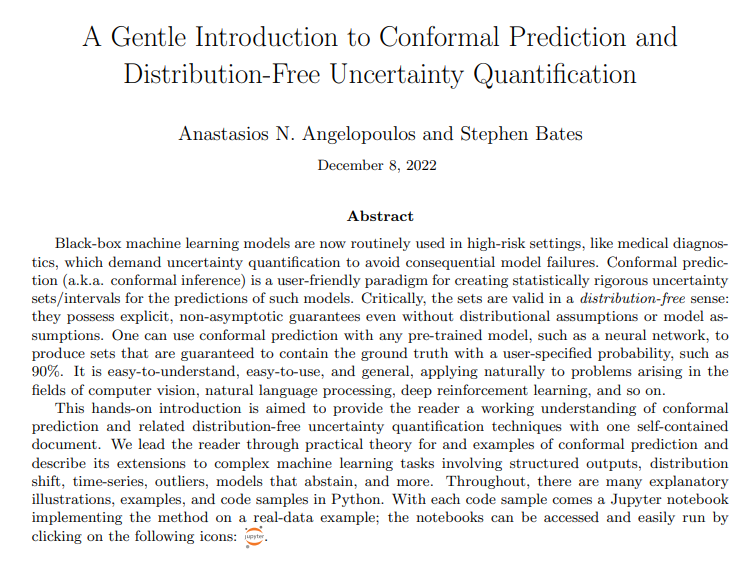 A Gentle Introduction to Conformal Prediction and
Distribution-Free Uncertainty Quantification
Anastasios N. Angelopoulos and Stephen Bates
December 8, 2022
Abstract
Black-box machine learning models are now routinely used in high-risk settings, like medical diagnos-
tics, which demand uncertainty quantification to avoid consequential model failures. Conformal predic-
tion (a.k.a. conformal inference) is a user-friendly paradigm for creating statistically rigorous uncertainty
sets/intervals for the predictions of such models. Critically, the sets are valid in a distribution-free sense:
they possess explicit, non-asymptotic guarantees even without distributional assumptions or model as-
sumptions. One can use conformal prediction with any pre-trained model, such as a neural network, to
produce sets that are guaranteed to contain the ground truth with a user-specified probability, such as
90%. It is easy-to-understand, easy-to-use, and general, applying naturally to problems arising in the
fields of computer vision, natural language processing, deep reinforcement learning, and so on.
This hands-on introduction is aimed to provide the reader a working understanding of conformal
prediction and related distribution-free uncertainty quantification techniques with one self-contained
document. We lead the reader through practical theory for and examples of conformal prediction and
describe its extensions to complex machine learning tasks involving structured outputs, distribution
shift, time-series, outliers, models that abstain, and more. Throughout, there are many explanatory
illustrations, examples, and code samples in Python. With each code sample comes a Jupyter notebook
implementing the method on a real-data example; the notebooks can be accessed and easily run by
clicking on the following icons: jupyter.